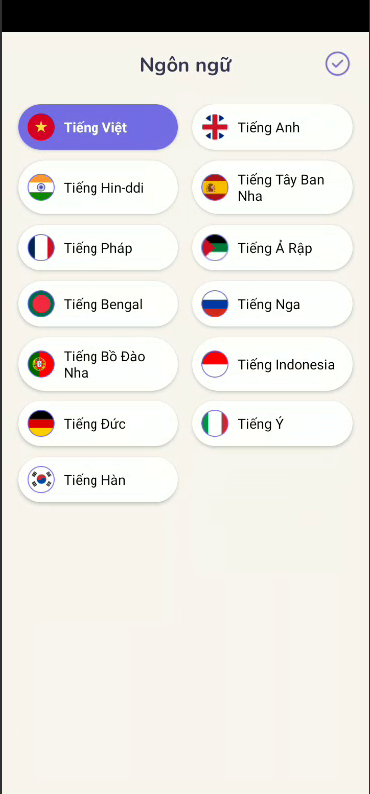 Ngôn ngữ
Tiếng Việt
Tiếng Anh
Tiếng Hin-ddi
Tiếng Tây Ban
Nha
Tiếng Pháp
Tiếng Ả Rập
Tiếng Bengal
Tiếng Nga
Tiếng Bồ Đào
Nha
Tiếng Indonesia
Tiếng Đức
Tiếng Ý
Tiếng Hàn